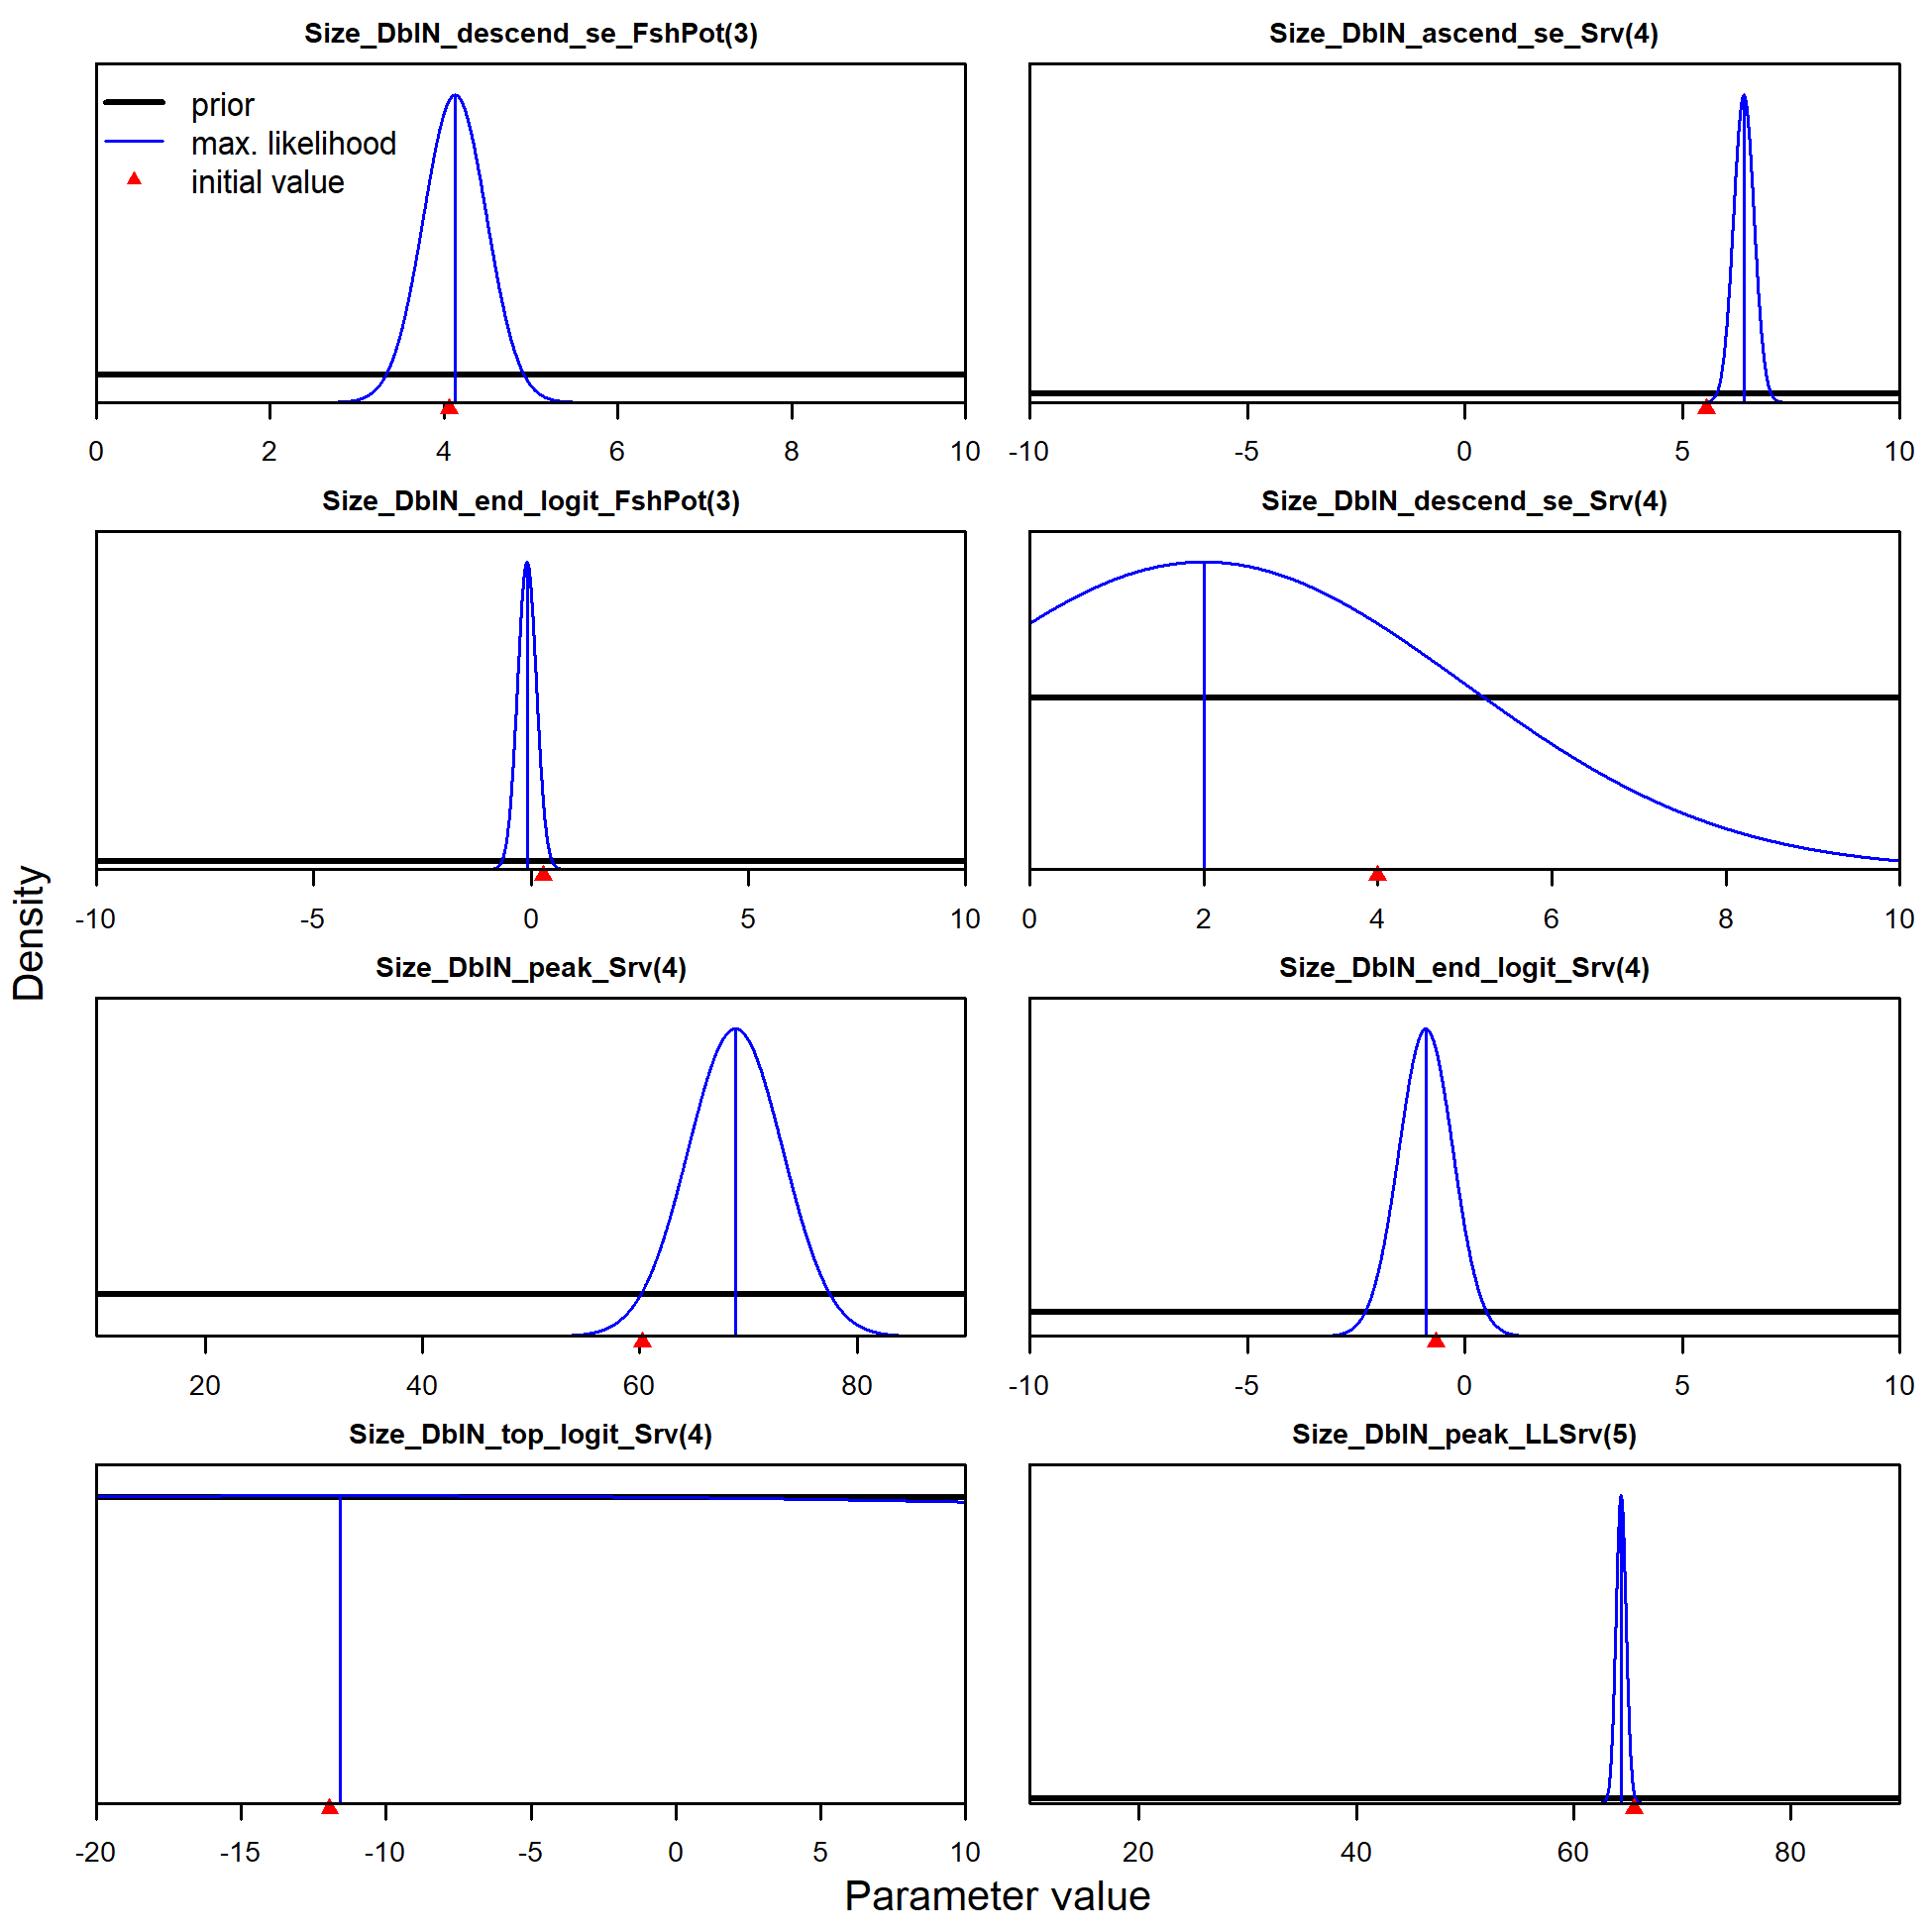 Size_DblN_descend_se_FshPot(3)
prior
max. likelihood
initial value
0 2 4 6 8 10
Size_DblN_ascend_se_Srv(4)
-10 -5 0 5 10
Size_DblN_end_logit_FshPot(3)
-10 -5 0 5 10
Size_DblN_descend_se_Srv(4)
0 2 4 6 8 10
Size_DblN_peak_Srv(4)
20 40 60 80
Size_DblN_end_logit_Srv(4)
-10 -5 0 5 10
Size_DblN_top_logit_Srv(4)
-20 -15 -10 -5 0 5 10
Size_DblN_peak_LLSrv(5)
20 40 60 80
Density
Parameter value